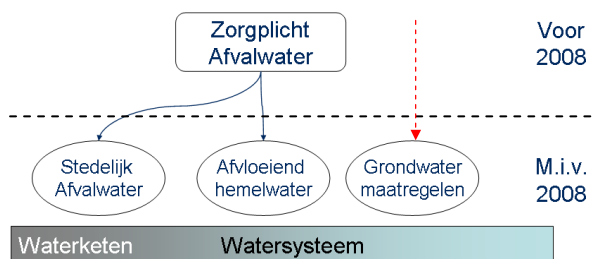 Zorgplicht
Afvalwater
Voor
2008
Stedelijk
Afvalwater
Afvloeiend
hemelwater
Grondwater
maatregelen
M.i.v.
2008
Waterketen Watersysteem